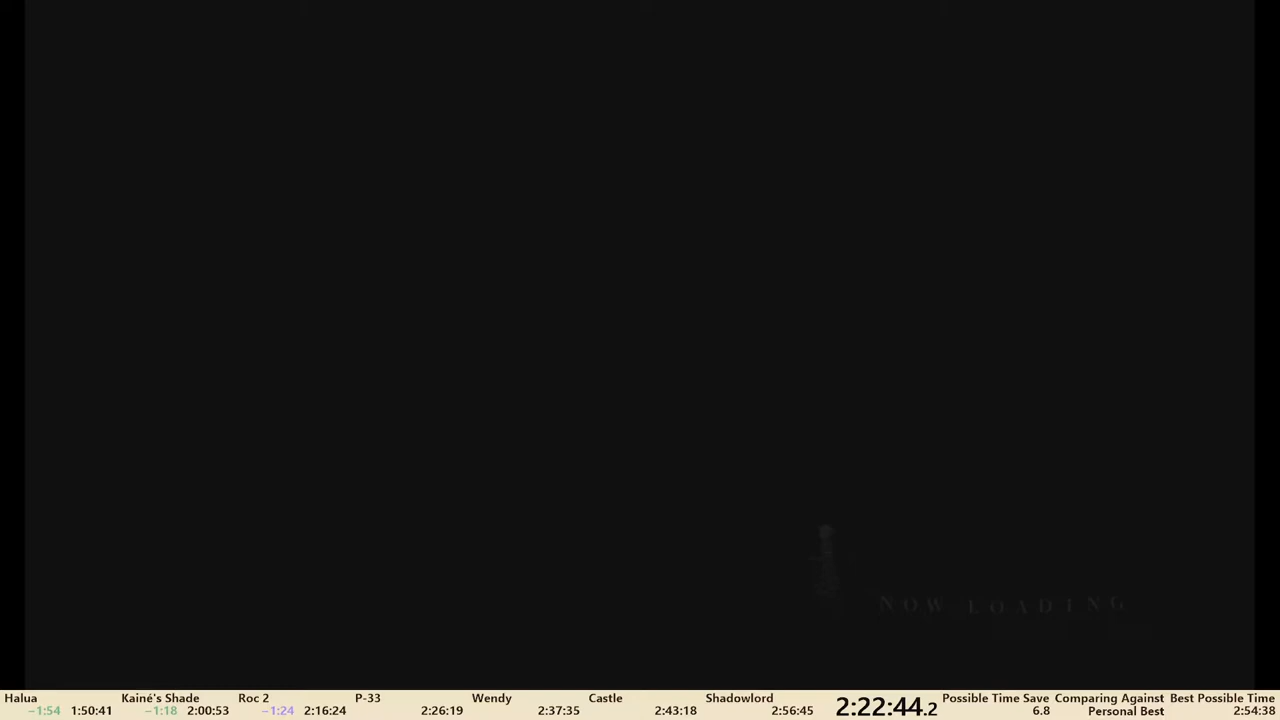 NOW LOADING
Halua Kainé's Shade Roc 2 P-33 Wendy Castle Shadowlord 2:22:44.2 Possible Time Save Comparing Against Best Possible Time
−1:54 1:50:41 −1:18 2:00:53 −1:24 2:16:24 2:26:19 2:37:35 2:43:18 2:56:45 6.8 Personal Best 2:54:38